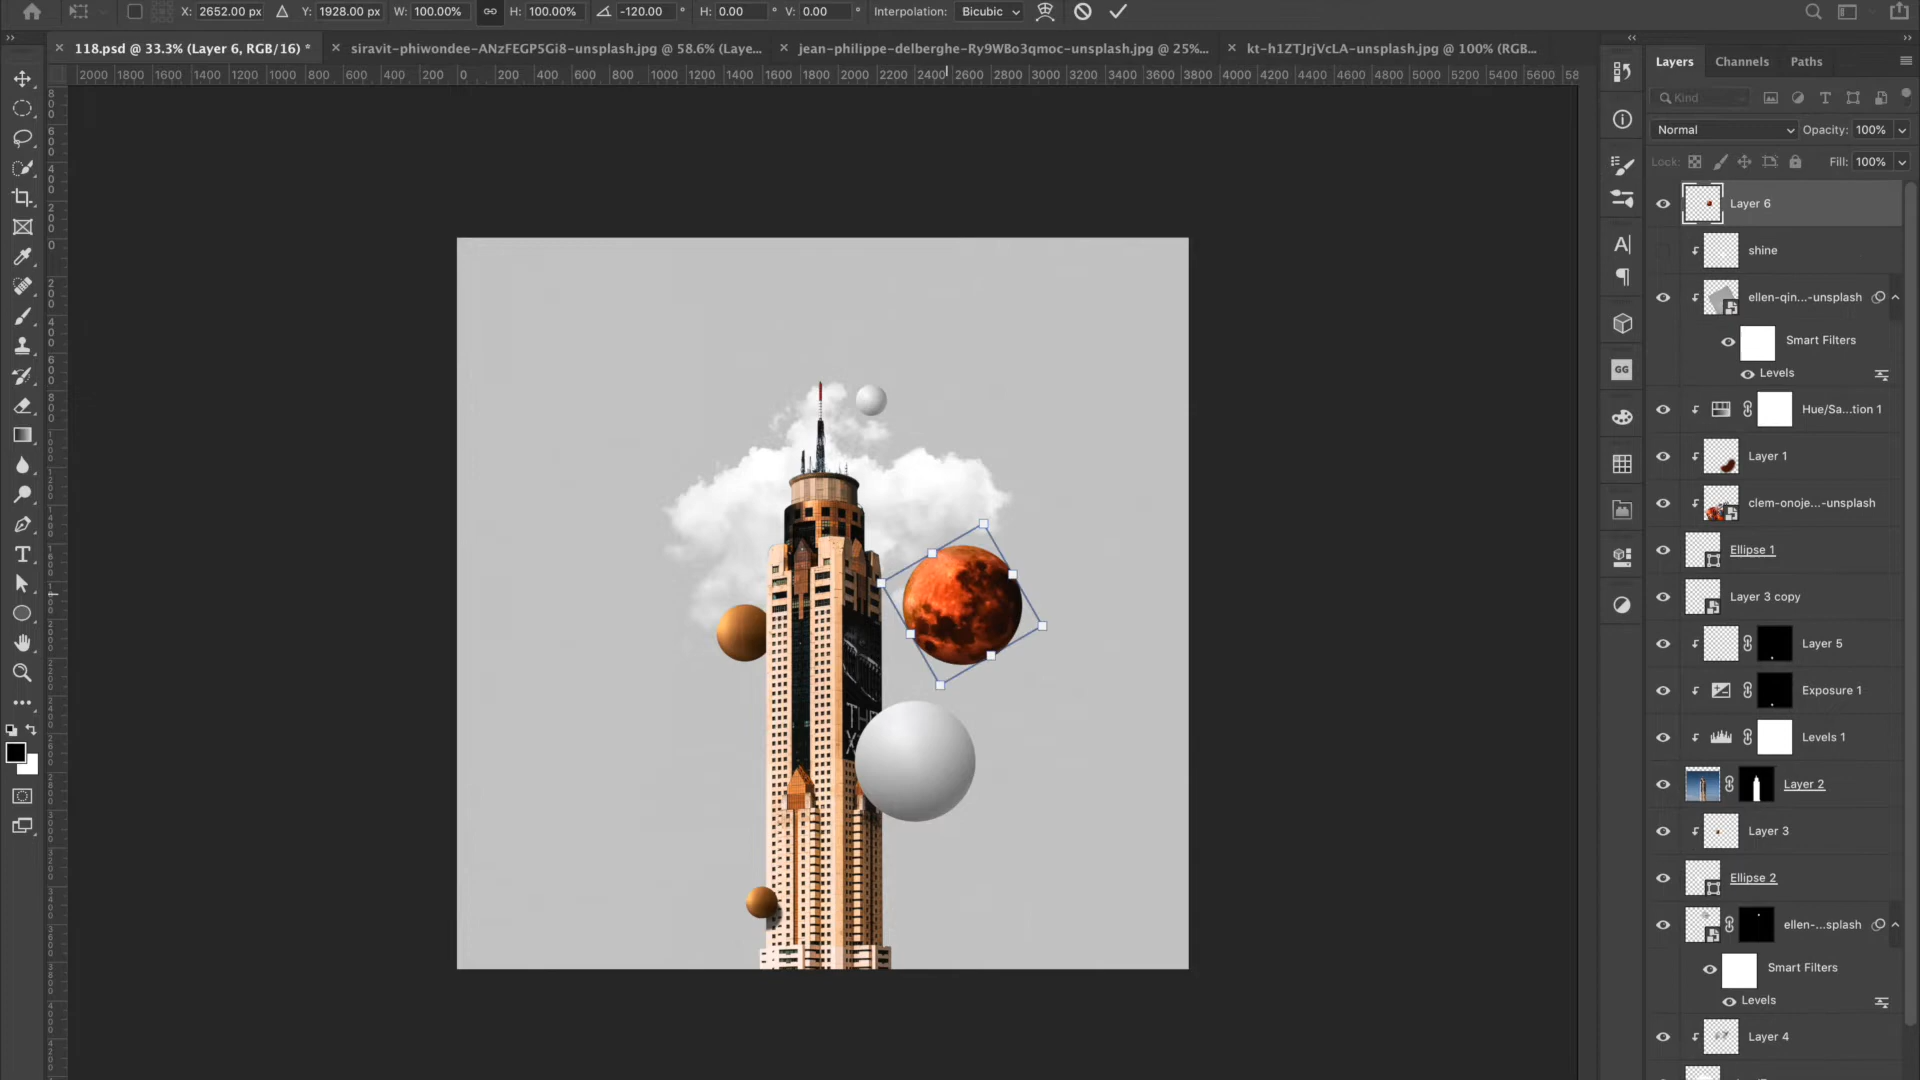 X: 2652.00 px Y: 1928.00 px W: 100.00% H: 100.00% -120.00 ° H: 0.00 ° V: 0.00 ° Interpolation: Bicubic
118.psd @ 33.3% (Layer 6, RGB/16) * siravit-phiwondee-ANzFEGP5Gi8-unsplash.jpg @ 58.6% (Laye... jean-philippe-delberghe-Ry9WBo3qmoc-unsplash.jpg @ 25%... kt-h1ZTJrjVcLA-unsplash.jpg @ 100% (RGB...
2000 1800 1600 1400 1200 1000 800 600 400 200 0 200 400 600 800 1000 1200 1400 1600 1800 2000 2200 2400 2600 2800 3000 3200 3400 3600 3800 4000 4200 4400 4600 4800 5000 5200 5400 5600 58
Layers Channels Paths
Kind
Normal Opacity: 100%
Lock: Fill: 100%
Layer 6
shine
ellen-qin...-unsplash
Smart Filters
Levels
Hue/Sa...tion 1
Layer 1
clem-onoje...-unsplash
Ellipse 1
Layer 3 copy
Layer 5
Exposure 1
Levels 1
Layer 2
Layer 3
Ellipse 2
ellen-...splash
Smart Filters
Levels
Layer 4
GG
THE
X